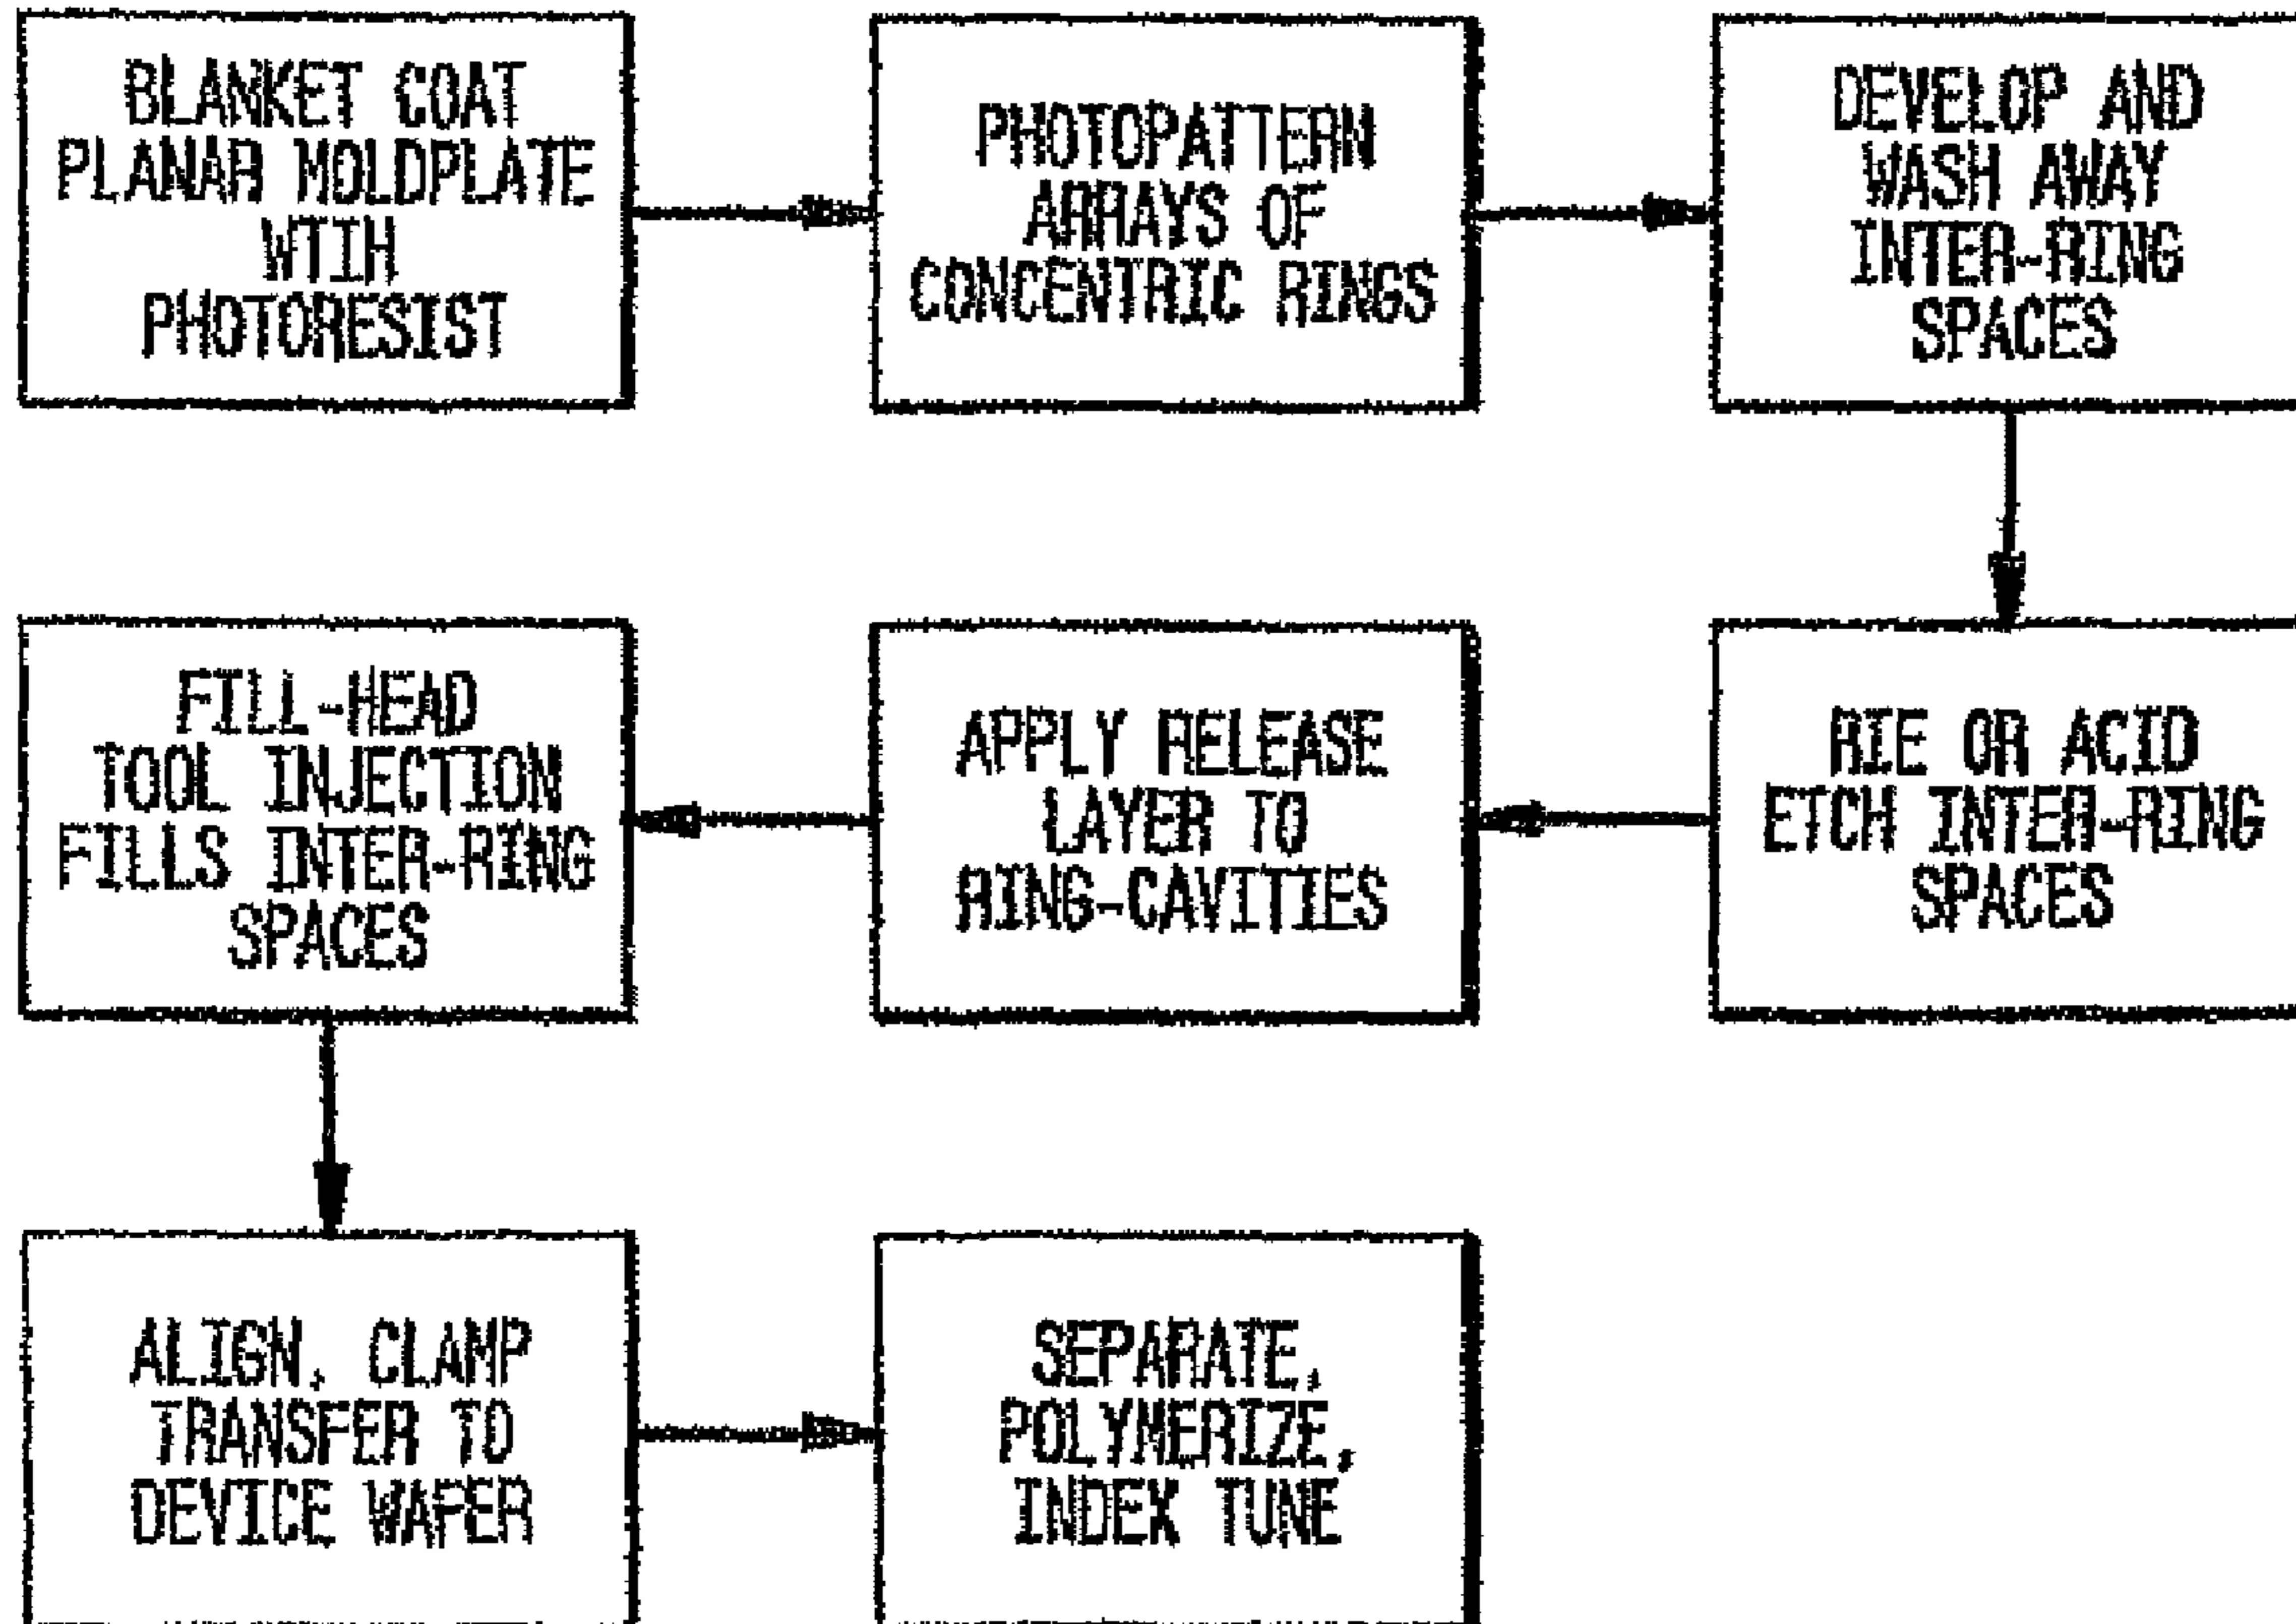 BLANKET COAT
PLANAR MOLDPLATE
WTIH
PHOTORESIST
PHOTOPATTERN
ARRAYS OF
CONCENTRIC RINGS
DEVELOP AND
WASH AWAY
INTER-RING
SPACES
RIE OR ACID
ETCH INTER-RING
SPACES
APPLY RELEASE
LAYER TO
RING-CAVITIES
FILL-HEAD
TOOL INJECTION
FILLS INTER-RING
SPACES
ALIGN, CLAMP
TRANSFER TO
DEVICE WAFER
SEPARATE,
POLYMERIZE,
INDEX TUNE